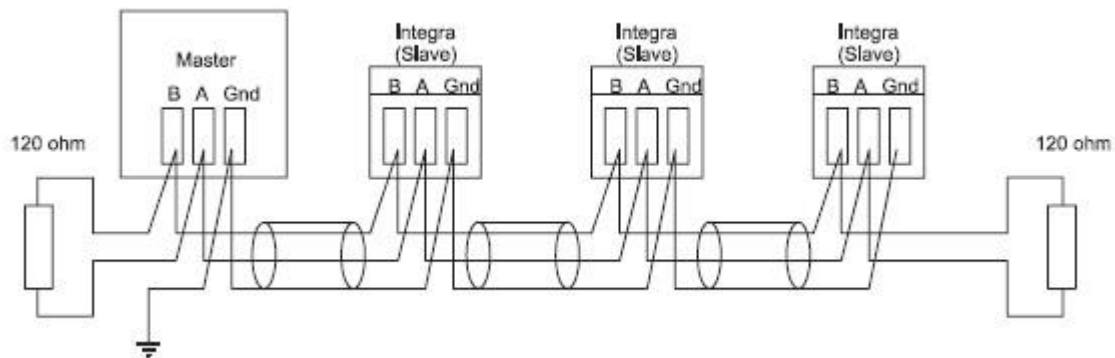 Master
B A Gnd
Integra
(Slave)
B A Gnd
Integra
(Slave)
B A Gnd
Integra
(Slave)
B A Gnd
120 ohm
120 ohm